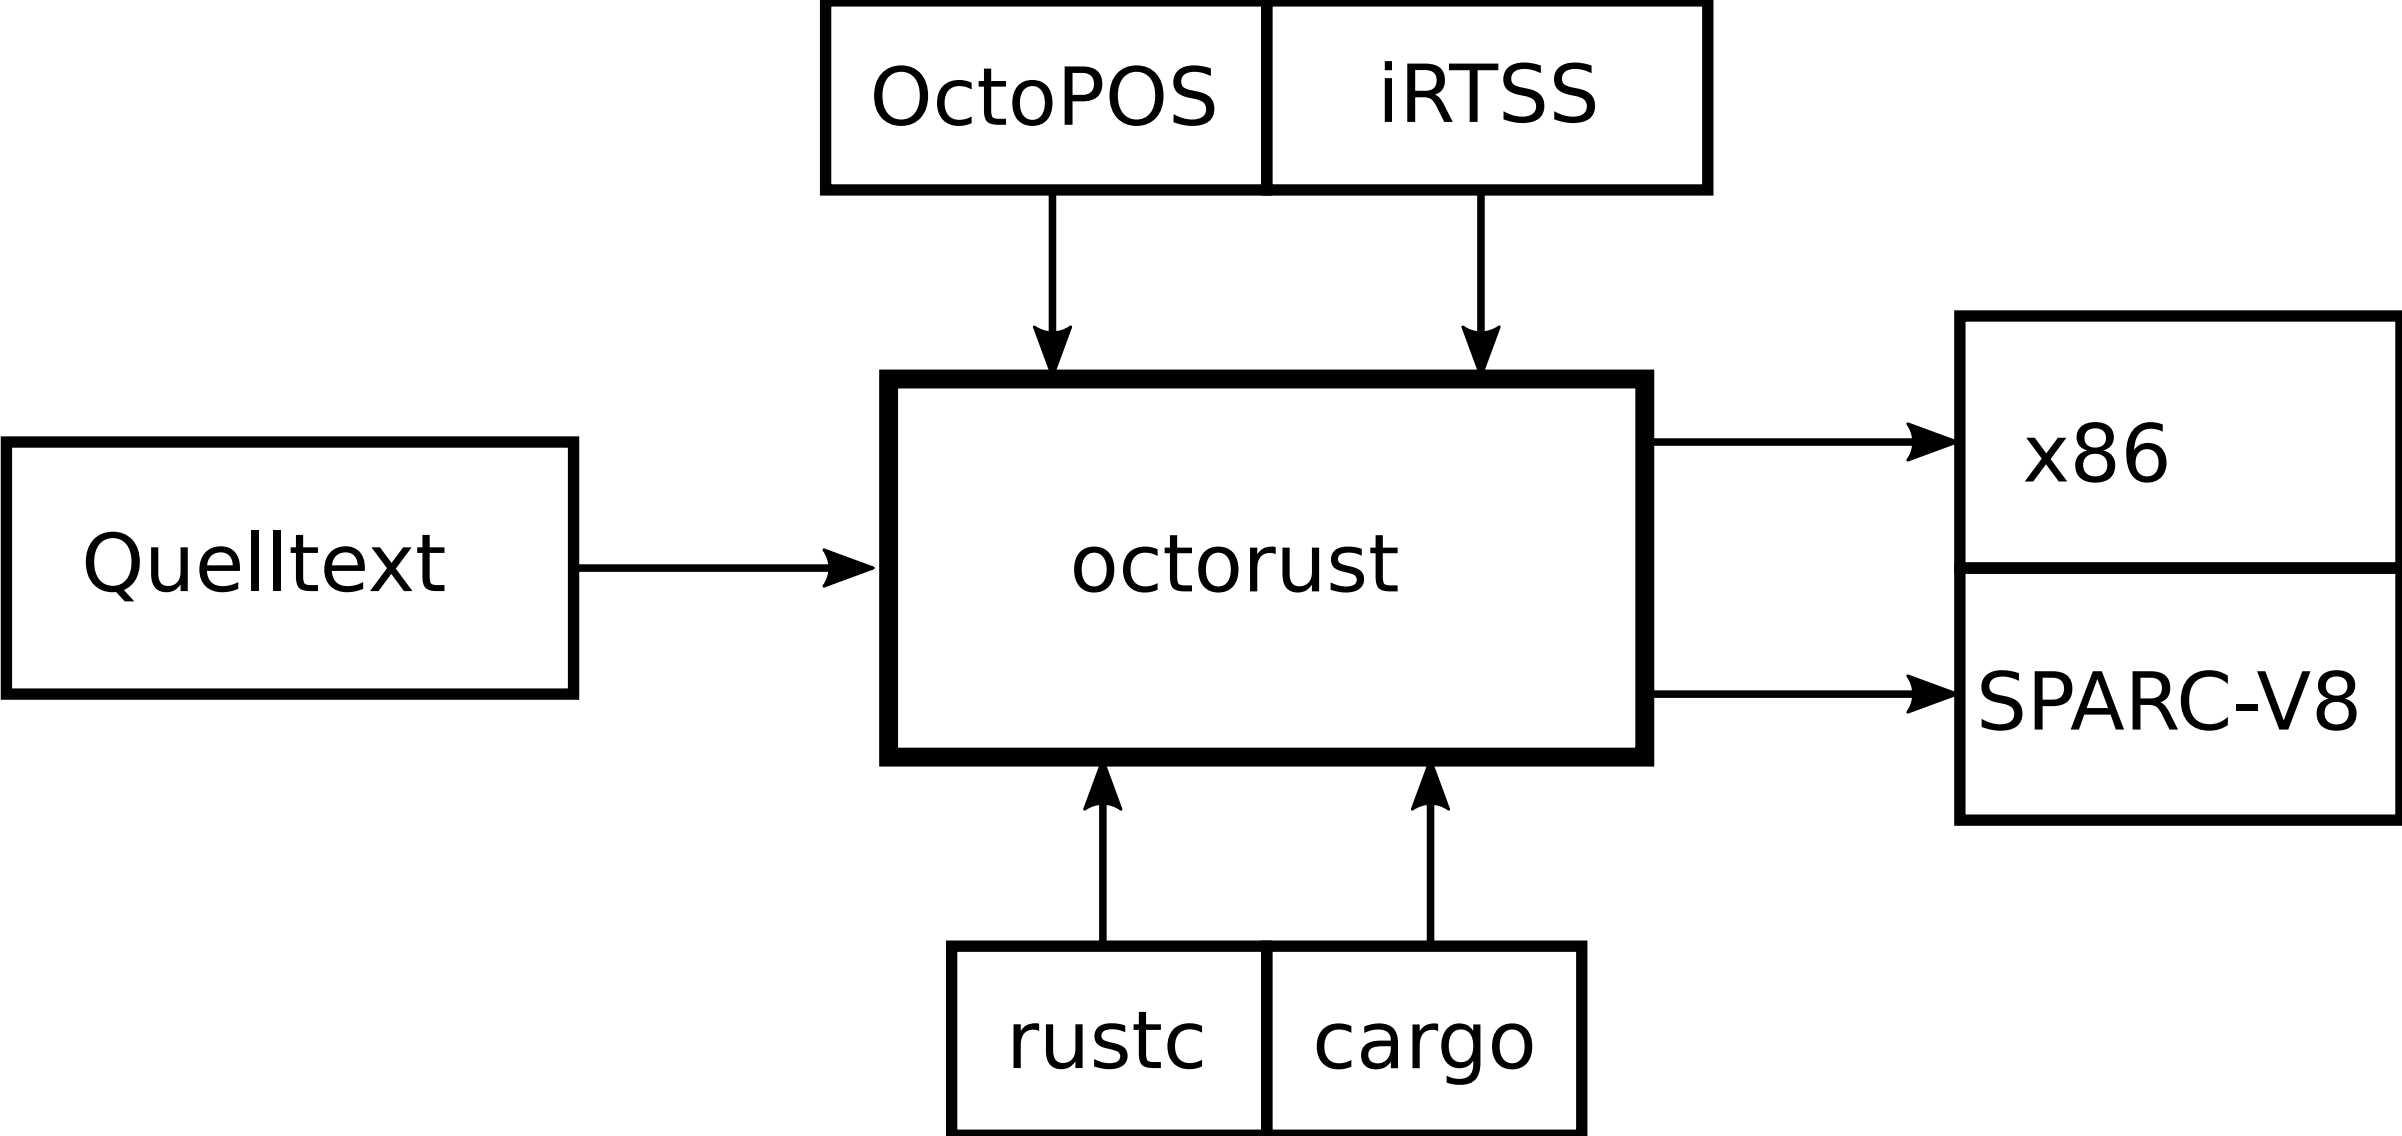 OctoPOS
iRTSS
x86
Quelltext
octorust
SPARC-V8
rustc
cargo